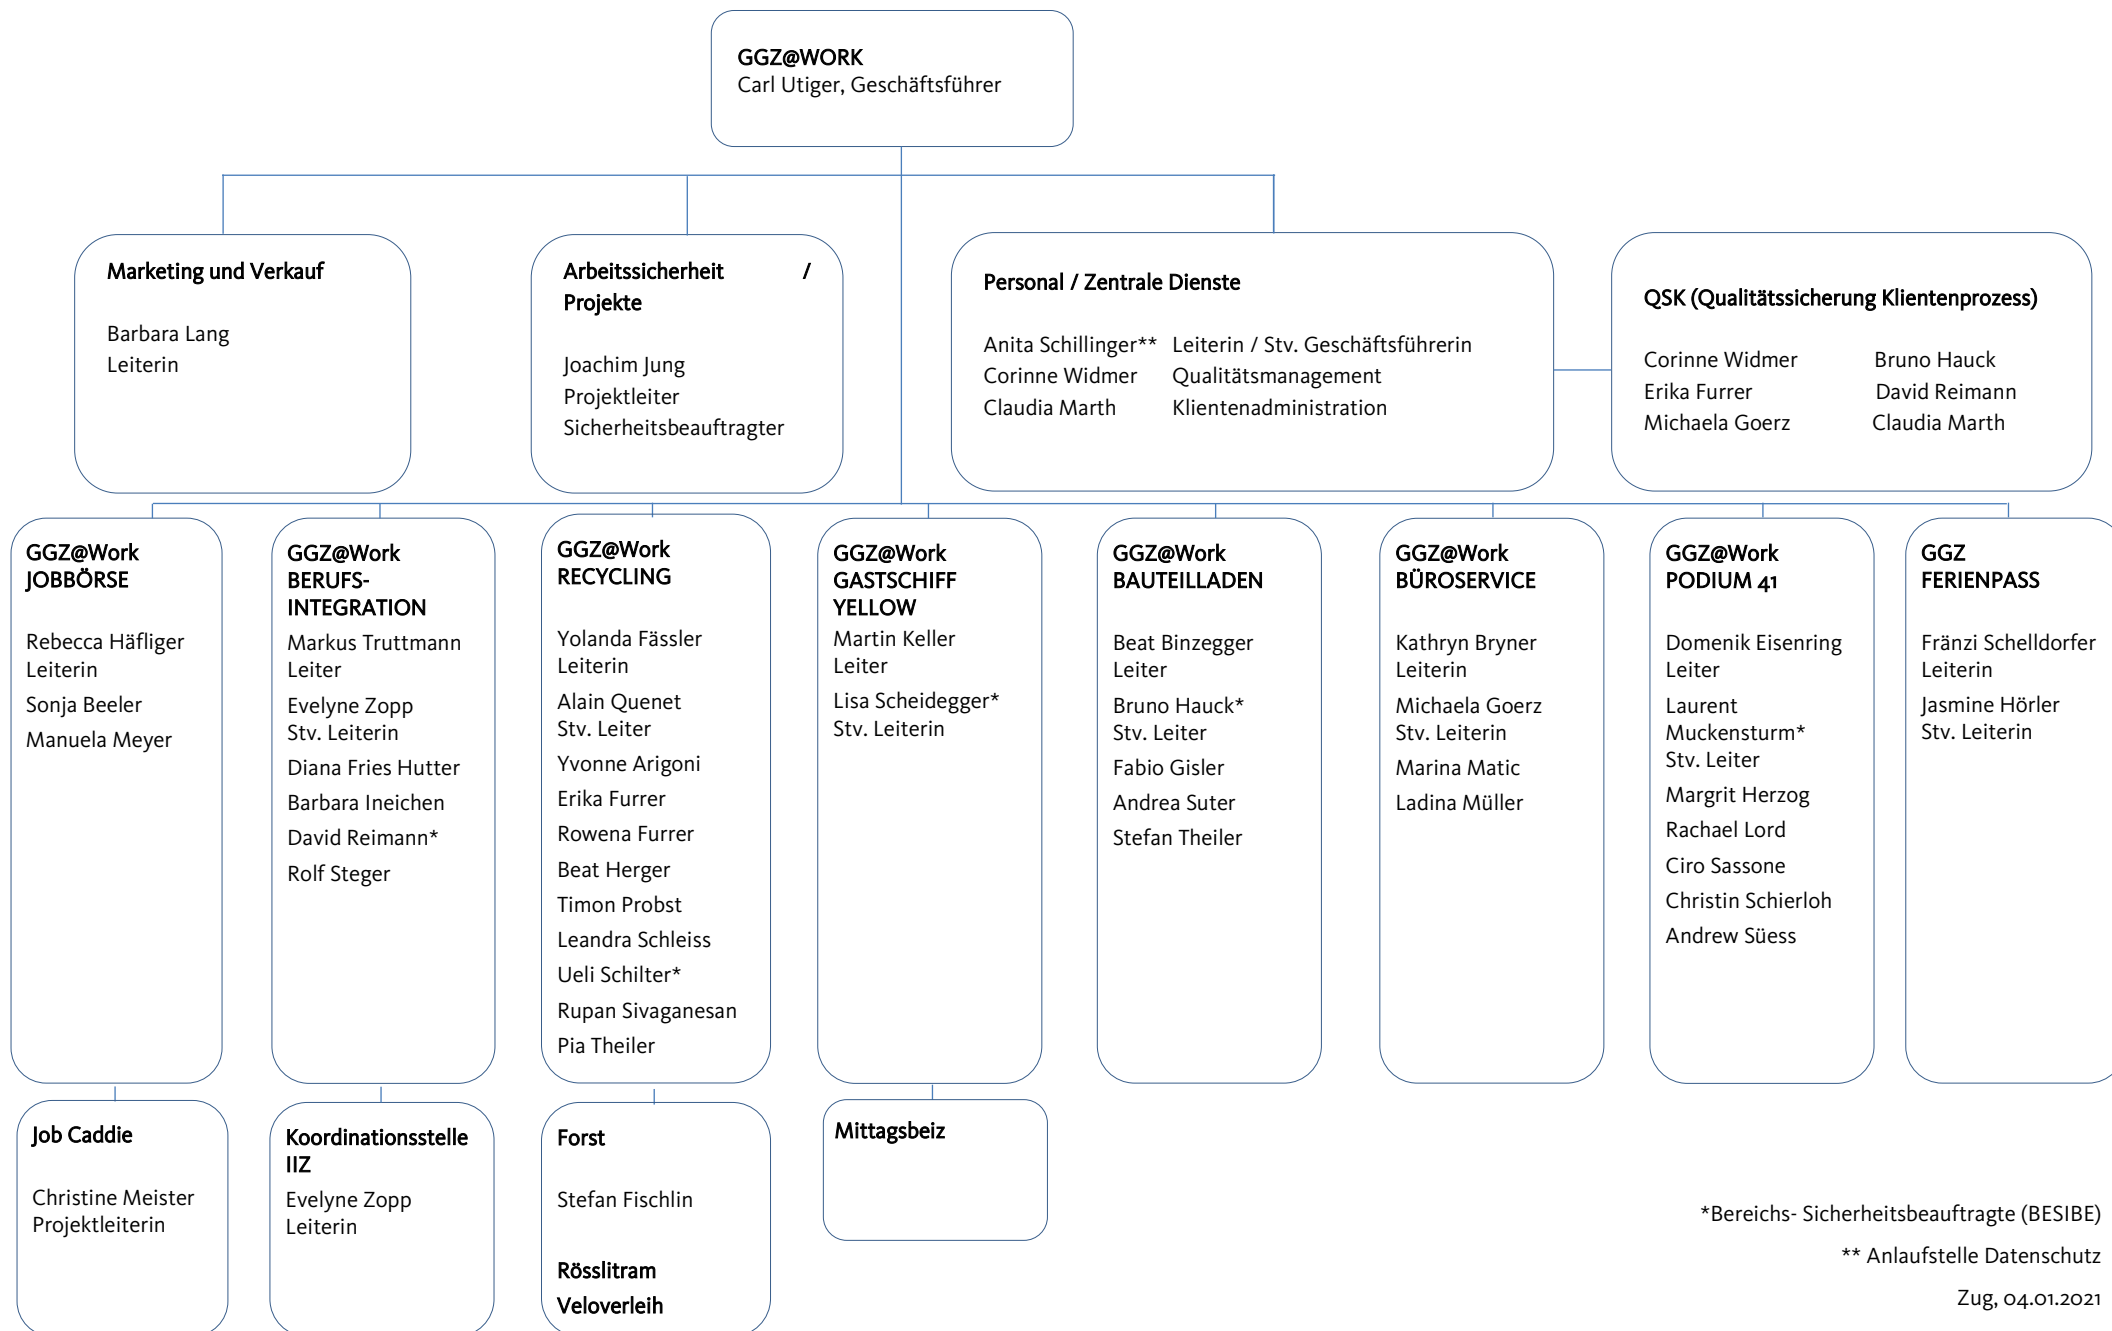 GGZ@WORK
Carl Utiger, Geschäftsführer
Marketing und Verkauf
Barbara Lang
Leiterin
Arbeitssicherheit /
Projekte
Joachim Jung
Projektleiter
Sicherheitsbeauftragter
Personal / Zentrale Dienste
Anita Schillinger** Leiterin / Stv. Geschäftsführerin
Corinne Widmer Qualitätsmanagement
Claudia Marth Klientenadministration
QSK (Qualitätssicherung Klientenprozess)
Corinne Widmer Bruno Hauck
Erika Furrer David Reimann
Michaela Goerz Claudia Marth
GGZ@Work
JOBBÖRSE
Rebecca Häfliger
Leiterin
Sonja Beeler
Manuela Meyer
GGZ@Work
BERUFS-
INTEGRATION
Markus Truttmann
Leiter
Evelyne Zopp
Stv. Leiterin
Diana Fries Hutter
Barbara Ineichen
David Reimann*
Rolf Steger
GGZ@Work
RECYCLING
Yolanda Fässler
Leiterin
Alain Quenet
Stv. Leiter
Yvonne Arigoni
Erika Furrer
Rowena Furrer
Beat Herger
Timon Probst
Leandra Schleiss
Ueli Schilter*
Rupan Sivaganesan
Pia Theiler
GGZ@Work
GASTSCHIFF
YELLOW
Martin Keller
Leiter
Lisa Scheidegger*
Stv. Leiterin
GGZ@Work
BAUTEILLADEN
Beat Binzegger
Leiter
Bruno Hauck*
Stv. Leiter
Fabio Gisler
Andrea Suter
Stefan Theiler
GGZ@Work
BÜROSERVICE
Kathryn Bryner
Leiterin
Michaela Goerz
Stv. Leiterin
Marina Matic
Ladina Müller
GGZ@Work
PODIUM 41
Domenik Eisenring
Leiter
Laurent
Muckensturm*
Stv. Leiter
Margrit Herzog
Rachael Lord
Ciro Sassone
Christin Schierloh
Andrew Süess
GGZ
FERIENPASS
Fränzi Schelldorfer
Leiterin
Jasmine Hörler
Stv. Leiterin
Job Caddie
Christine Meister
Projektleiterin
Koordinationsstelle
IIZ
Evelyne Zopp
Leiterin
Forst
Stefan Fischlin
Rösslitram
Veloverleih
Mittagsbeiz
*Bereichs- Sicherheitsbeauftragte (BESIBE)
** Anlaufstelle Datenschutz
Zug, 04.01.2021